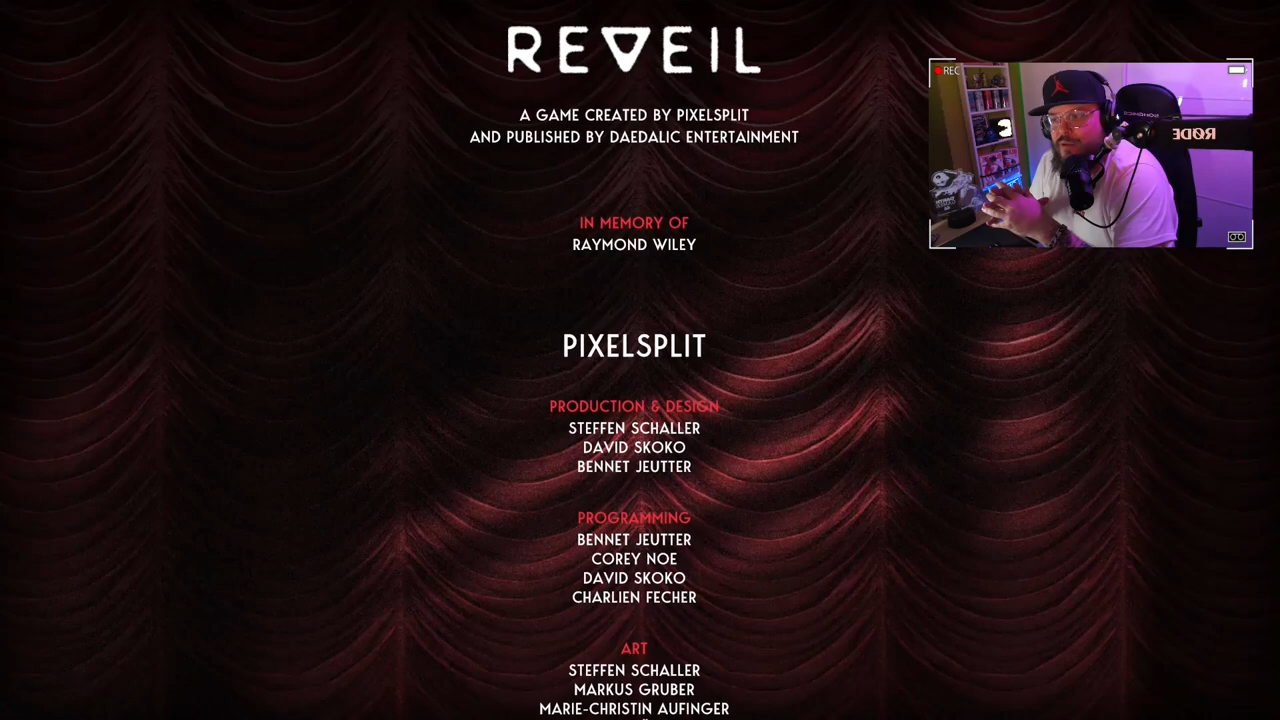 REVEIL
A GAME CREATED BY PIXELSPLIT
AND PUBLISHED BY DAEDALIC ENTERTAINMENT
REC
RØDE
IN MEMORY OF
RAYMOND WILEY
PIXELSPLIT
PRODUCTION & DESIGN
STEFFEN SCHALLER
DAVID SKOKO
BENNET JEUTTER
PROGRAMMING
BENNET JEUTTER
COREY NOE
DAVID SKOKO
CHARLIEN FECHER
ART
STEFFEN SCHALLER
MARKUS GRUBER
MARIE-CHRISTIN AUFINGER